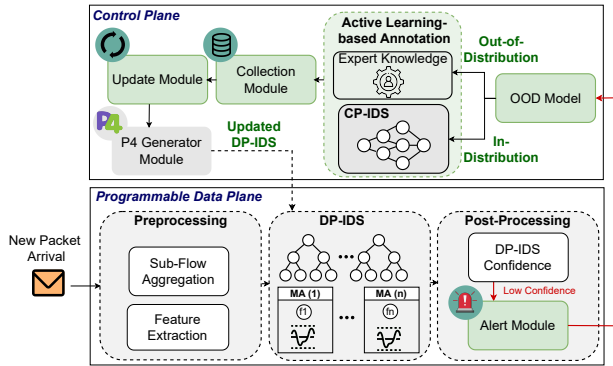 Control Plane
Active Learning-
based Annotation
Out-of-
Distribution
Expert Knowledge
Update Module
Collection
Module
OOD Model
CP-IDS
In-
Distribution
P4
P4 Generator
Module
Updated
DP-IDS
Programmable Data Plane
New Packet
Arrival
Preprocessing
Sub-Flow
Aggregation
Feature
Extraction
DP-IDS
MA (1)
f1
MA (n)
fn
Post-Processing
DP-IDS
Confidence
Low Confidence
Alert Module